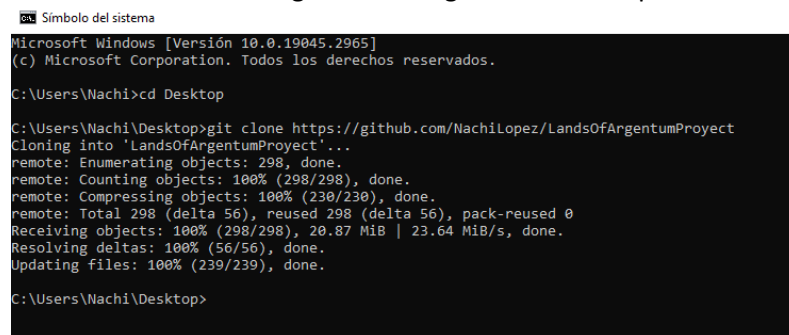 Símbolo del sistema
Microsoft Windows [Versión 10.0.19045.2965]
(c) Microsoft Corporation. Todos los derechos reservados.
C:\Users\Nachi>cd Desktop
C:\Users\Nachi\Desktop>git clone https://github.com/NachiLopez/LandsOfArgentumProyect
Cloning into 'LandsOfArgentumProyect'...
remote: Enumerating objects: 298, done.
remote: Counting objects: 100% (298/298), done.
remote: Compressing objects: 100% (230/230), done.
remote: Total 298 (delta 56), reused 298 (delta 56), pack-reused 0
Receiving objects: 100% (298/298), 20.87 MiB | 23.64 MiB/s, done.
Resolving deltas: 100% (56/56), done.
Updating files: 100% (239/239), done.
C:\Users\Nachi\Desktop>